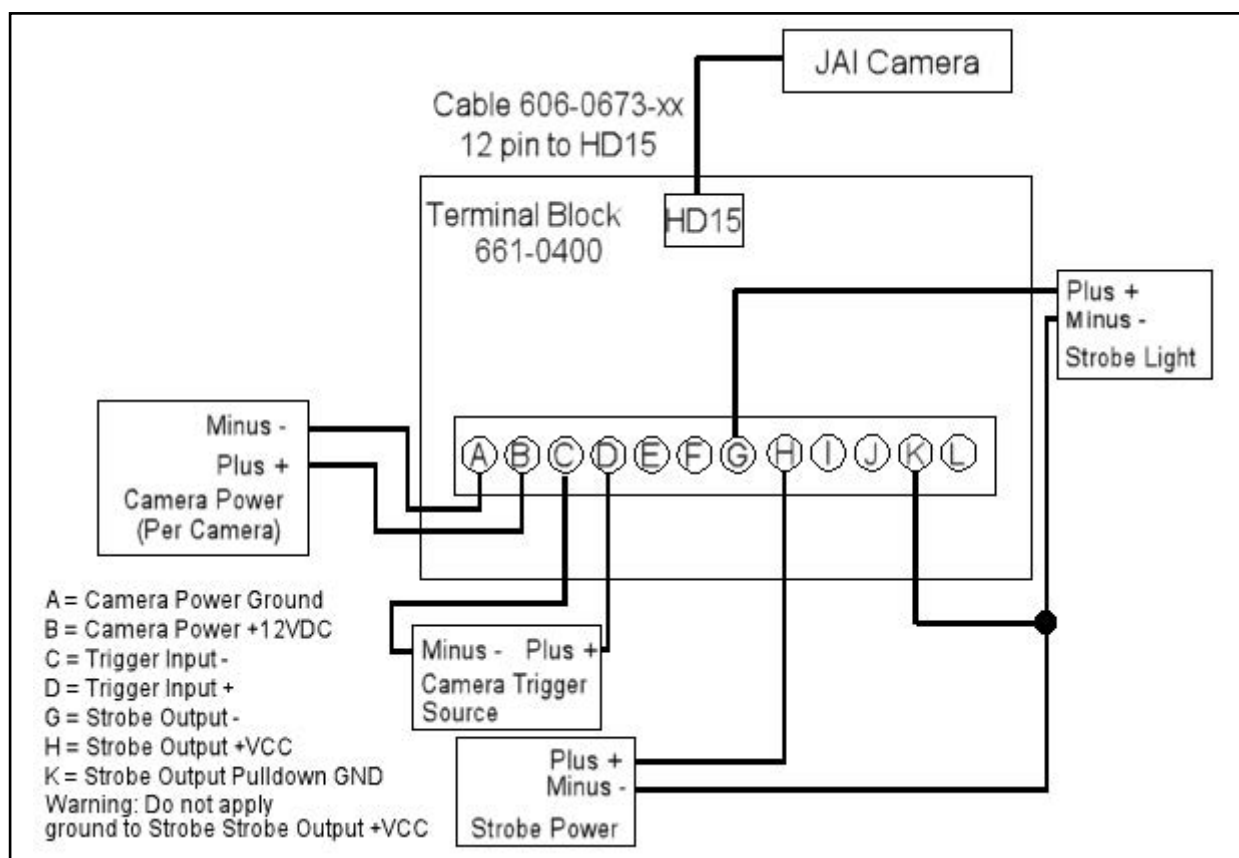 JAI Camera
Cable 606-0673-xx
12 pin to HD15
HD15
Terminal Block
661-0400
Plus +
Minus -
Strobe Light
Minus -
Plus +
Camera Power
(Per Camera)
A B C D E F G H I J K L
A = Camera Power Ground
B = Camera Power +12VDC
C = Trigger Input -
D = Trigger Input +
G = Strobe Output -
H = Strobe Output +VCC
K = Strobe Output Pulldown GND
Warning: Do not apply
ground to Strobe Strobe Output +VCC
Minus - Plus +
Camera Trigger
Source
Plus +
Minus -
Strobe Power